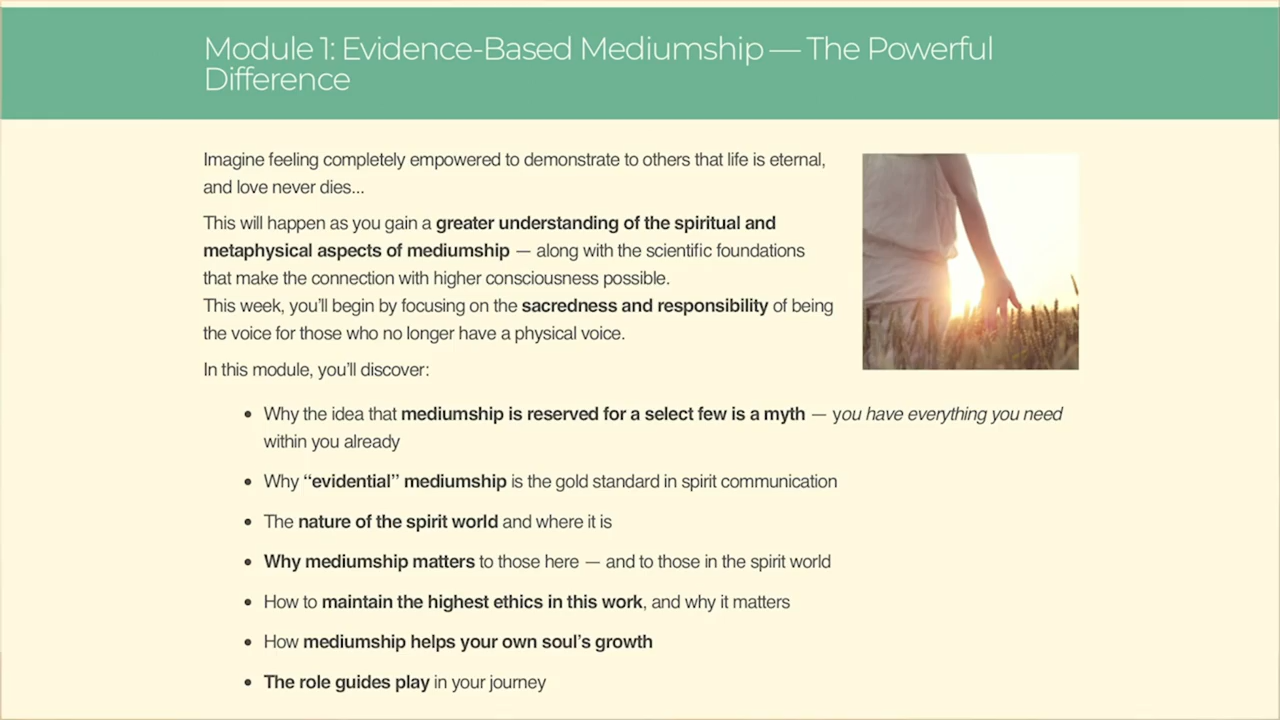 Module 1: Evidence-Based Mediumship — The Powerful
Difference
Imagine feeling completely empowered to demonstrate to others that life is eternal,
and love never dies...
This will happen as you gain a greater understanding of the spiritual and
metaphysical aspects of mediumship — along with the scientific foundations
that make the connection with higher consciousness possible.
This week, you’ll begin by focusing on the sacredness and responsibility of being
the voice for those who no longer have a physical voice.
In this module, you’ll discover:
• Why the idea that mediumship is reserved for a select few is a myth — you have everything you need
within you already
• Why “evidential” mediumship is the gold standard in spirit communication
• The nature of the spirit world and where it is
• Why mediumship matters to those here — and to those in the spirit world
• How to maintain the highest ethics in this work, and why it matters
• How mediumship helps your own soul’s growth
• The role guides play in your journey